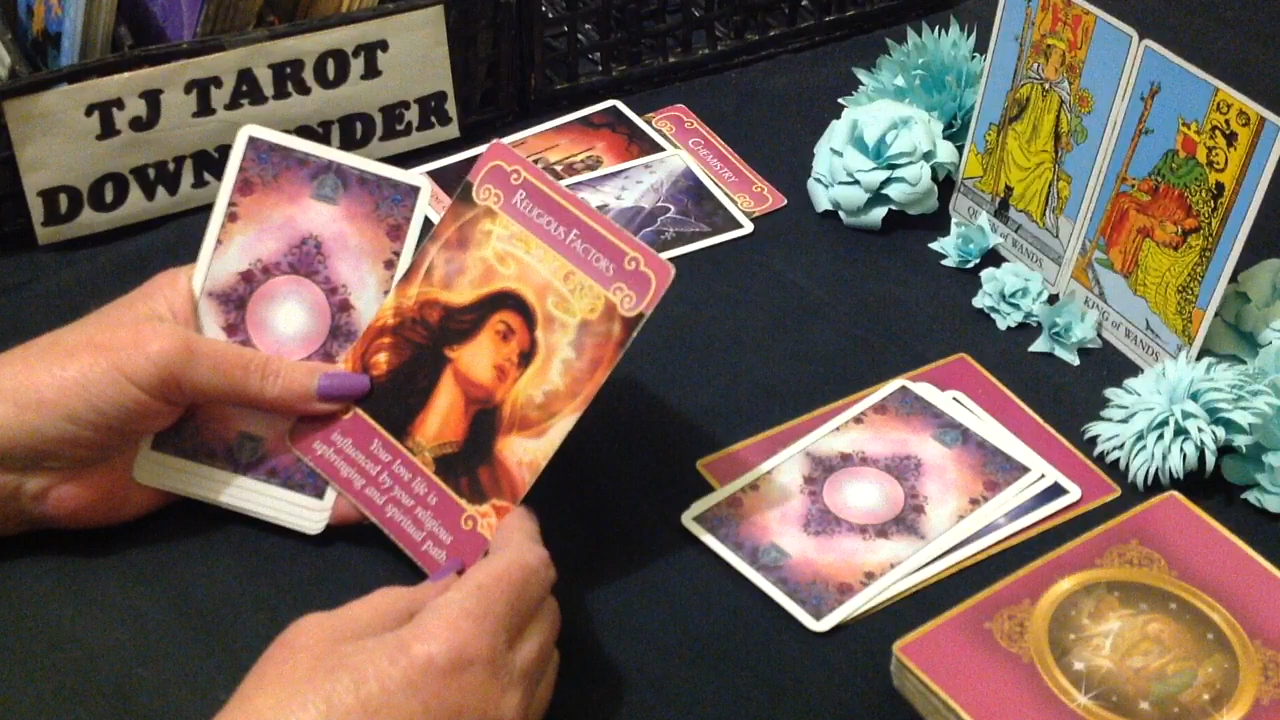 TJ TAROT
DOWN NDER
CHEMISTRY
RELIGIOUS FACTORS
Your love life is
influenced by your religious
upbringing and spiritual path.
QU N of WANDS
KING of WANDS